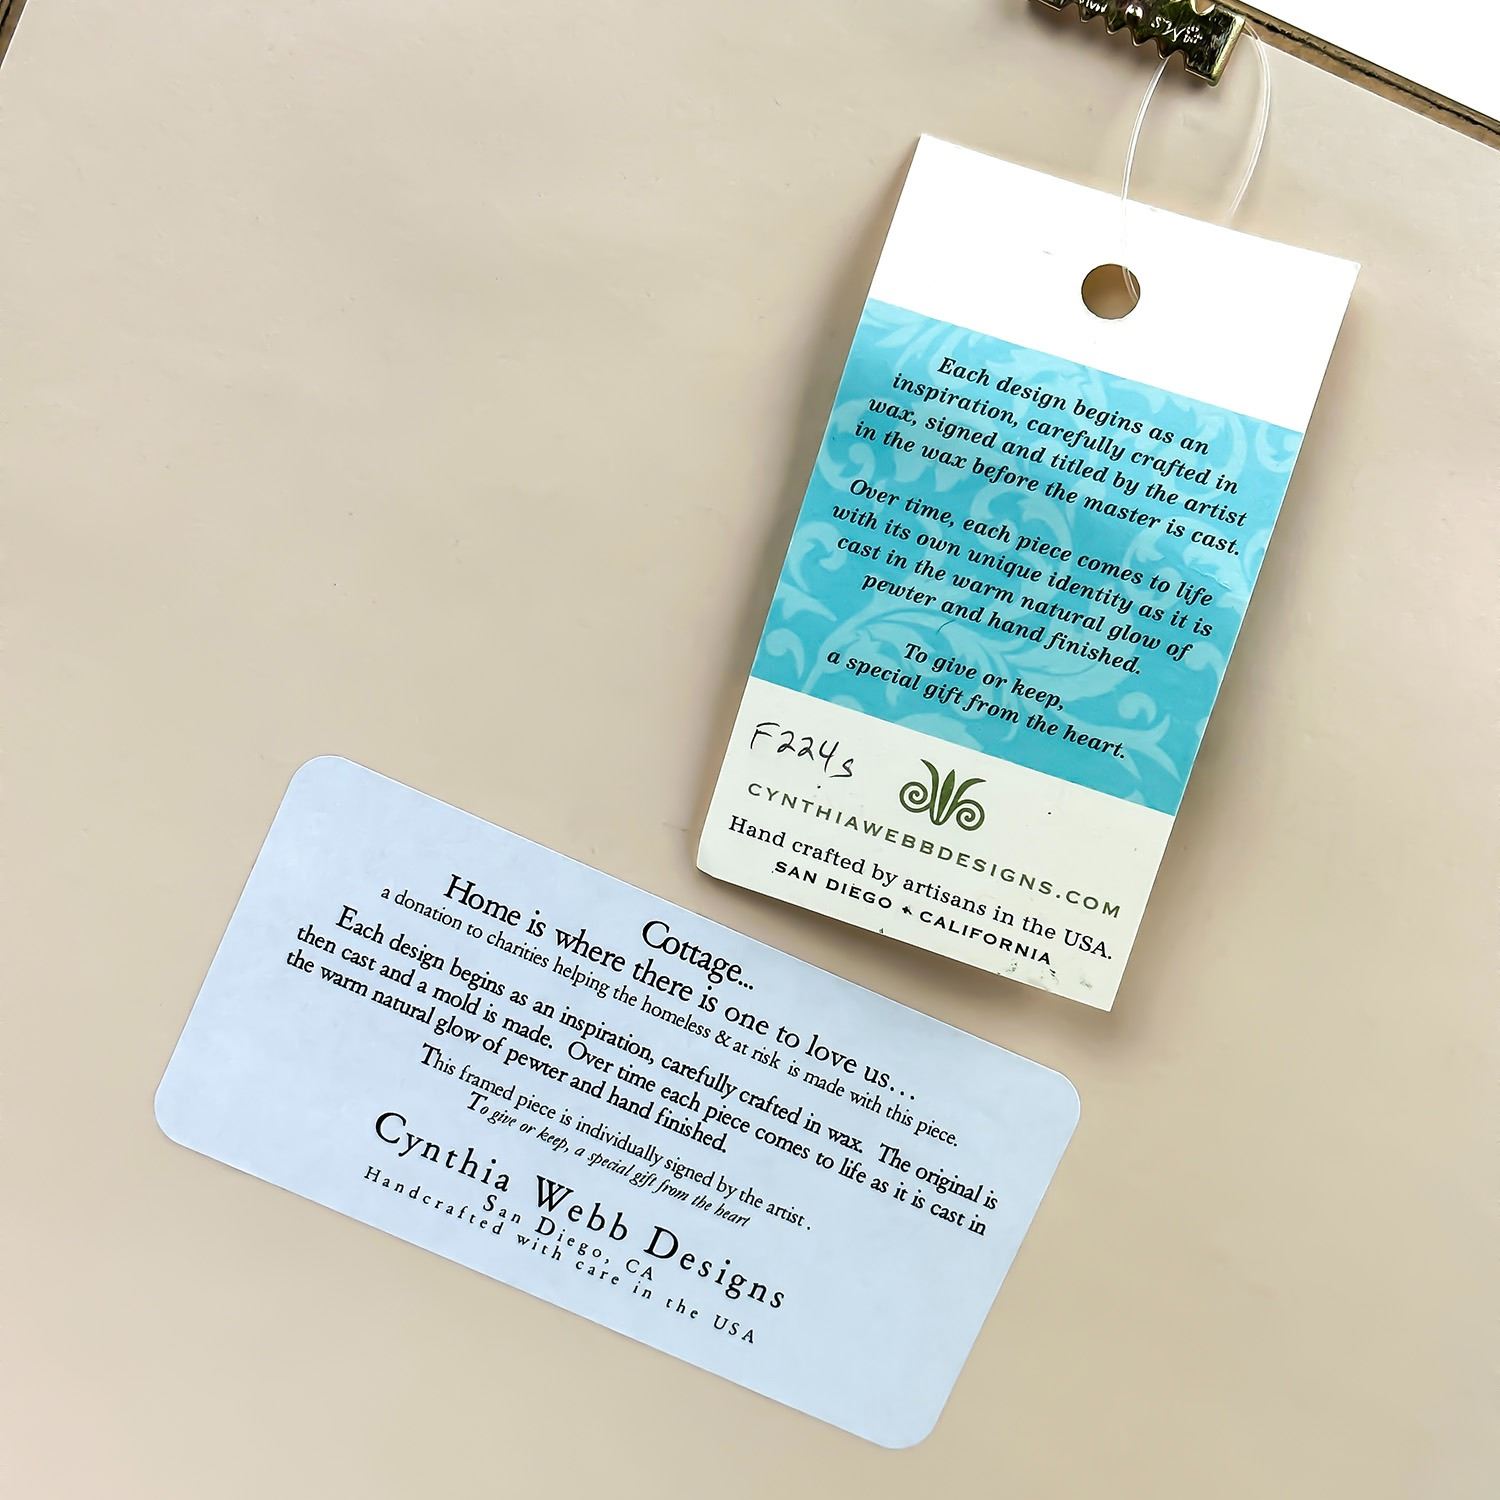 Each design begins as an
inspiration, carefully crafted in
wax, signed and titled by the artist
in the wax before the master is cast.
Over time, each piece comes to life
with its own unique identity as it is
cast in the warm natural glow of
pewter and hand finished.
To give or keep,
a special gift from the heart.
F224s
CYNTHIAWEBBDESIGNS.COM
Hand crafted by artisans in the USA.
SAN DIEGO CALIFORNIA
Cottage...
Home is where there is one to love us...
a donation to charities helping the homeless & at risk is made with this piece.
Each design begins as an inspiration, carefully crafted in wax. The original is
then cast and a mold is made. Over time each piece comes to life as it is cast in
the warm natural glow of pewter and hand finished.
This framed piece is individually signed by the artist.
To give or keep, a special gift from the heart
Cynthia Webb Designs
San Diego, CA
Handcrafted with care in the USA